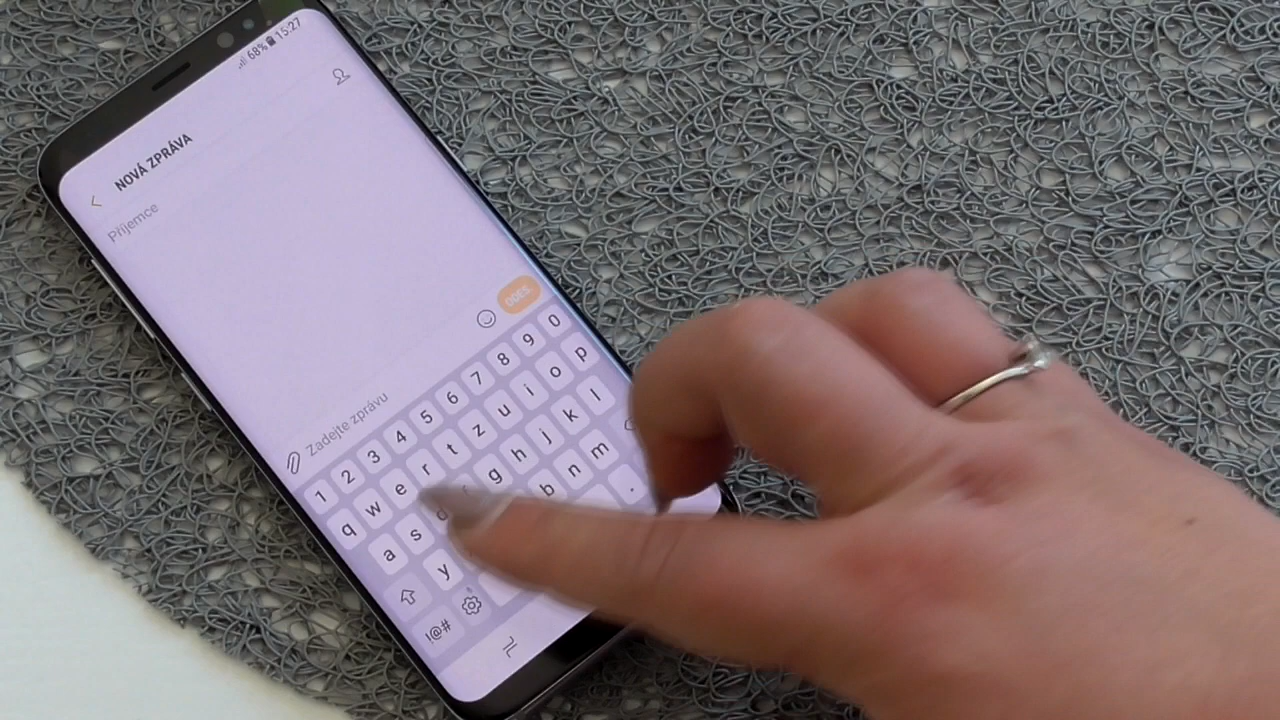 68% 15:27
NOVÁ ZPRÁVA
Příjemce
ODES.
Zadejte zprávu
1 2 3 4 5 6 7 8 9 0
q w e r t z u i o p
a s d f g h j k l
y b n m
!@# .